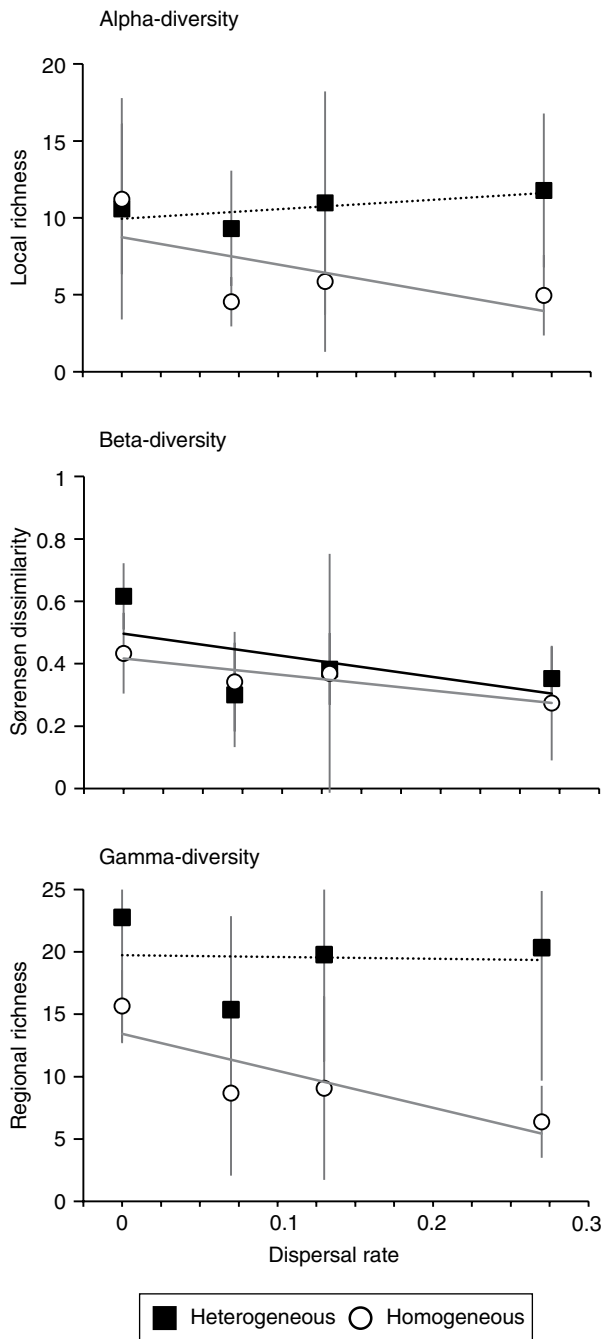 Alpha-diversity
20
15
10
5
0
Local richness
Beta-diversity
1
0.8
0.6
0.4
0.2
0
Sørensen dissimilarity
Gamma-diversity
25
20
15
10
5
0
Regional richness
0 0.1 0.2 0.3
Dispersal rate
Heterogeneous Homogeneous